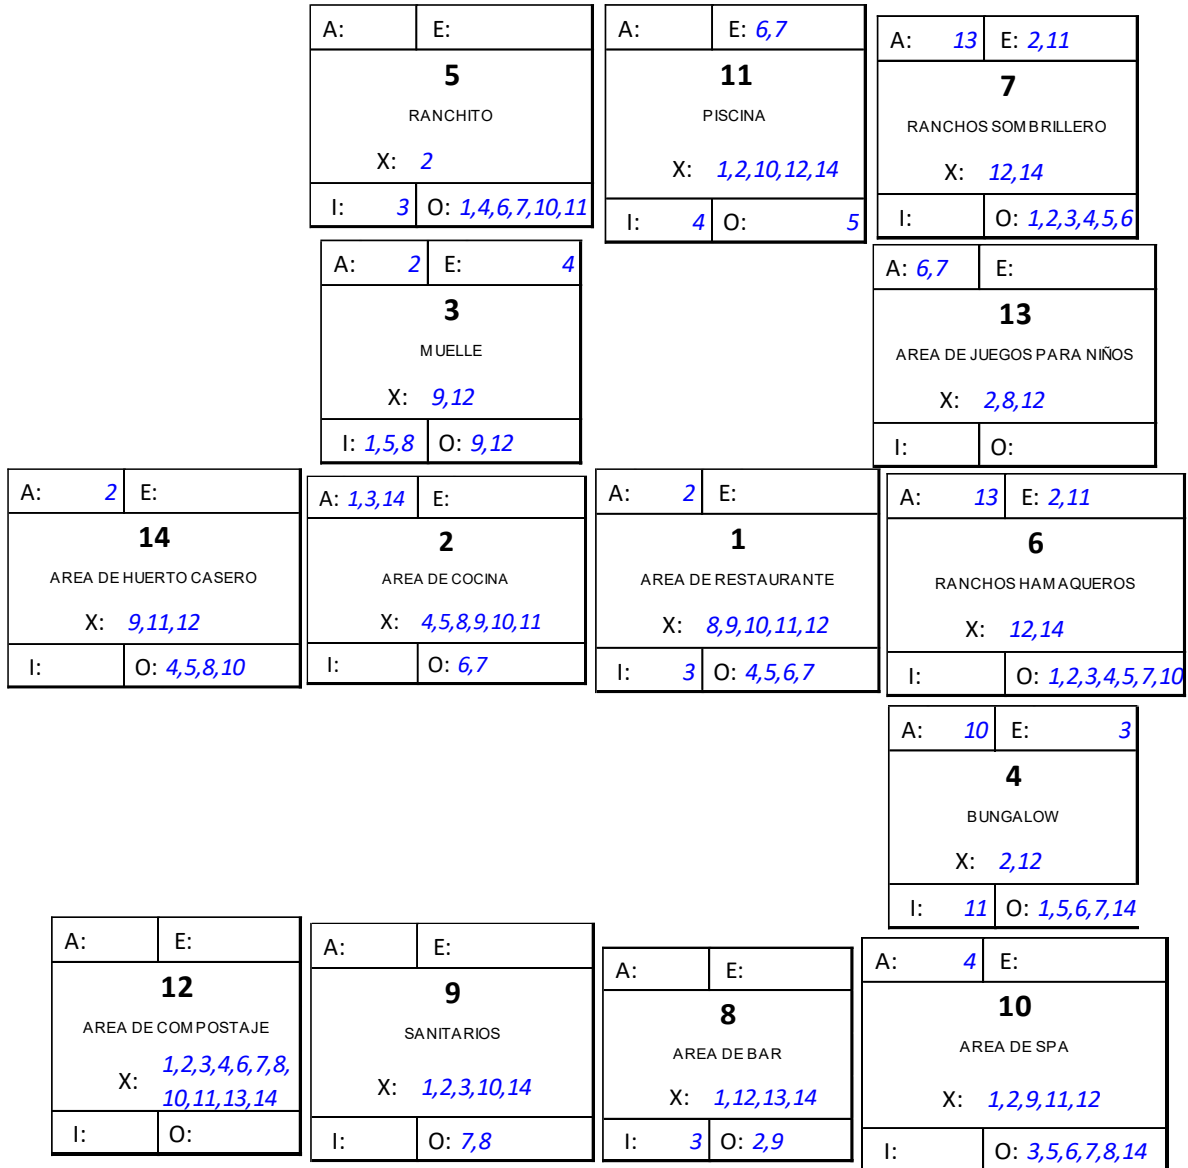 A: E:
5
RANCHITO
X: 2
I: 3 O: 1,4,6,7,10,11
A: E: 6,7
11
PISCINA
X: 1,2,10,12,14
I: 4 O: 5
A: 13 E: 2,11
7
RANCHOS SOMBRILLERO
X: 12,14
I: O: 1,2,3,4,5,6
A: 2 E: 4
3
MUELLE
X: 9,12
I: 1,5,8 O: 9,12
A: 6,7 E:
13
AREA DE JUEGOS PARA NIÑOS
X: 2,8,12
I: O:
A: 2 E:
14
AREA DE HUERTO CASERO
X: 9,11,12
I: O: 4,5,8,10
A: 1,3,14 E:
2
AREA DE COCINA
X: 4,5,8,9,10,11
I: O: 6,7
A: 2 E:
1
AREA DE RESTAURANTE
X: 8,9,10,11,12
I: 3 O: 4,5,6,7
A: 13 E: 2,11
6
RANCHOS HAMAQUEROS
X: 12,14
I: O: 1,2,3,4,5,7,10
A: 10 E: 3
4
BUNGALOW
X: 2,12
I: 11 O: 1,5,6,7,14
A: E:
12
AREA DE COMPOSTAJE
X: 1,2,3,4,6,7,8,
10,11,13,14
I: O:
A: E:
9
SANITARIOS
X: 1,2,3,10,14
I: O: 7,8
A: E:
8
AREA DE BAR
X: 1,12,13,14
I: 3 O: 2,9
A: 4 E:
10
AREA DE SPA
X: 1,2,9,11,12
I: O: 3,5,6,7,8,14